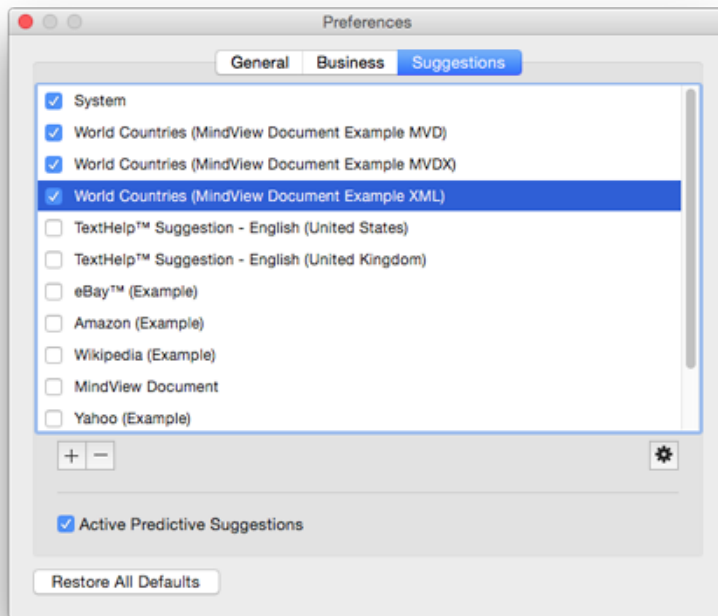 Preferences
General Business Suggestions
System
World Countries (MindView Document Example MVD)
World Countries (MindView Document Example MVDX)
World Countries (MindView Document Example XML)
TextHelp™ Suggestion - English (United States)
TextHelp™ Suggestion - English (United Kingdom)
eBay™ (Example)
Amazon (Example)
Wikipedia (Example)
MindView Document
Yahoo (Example)
Active Predictive Suggestions
Restore All Defaults